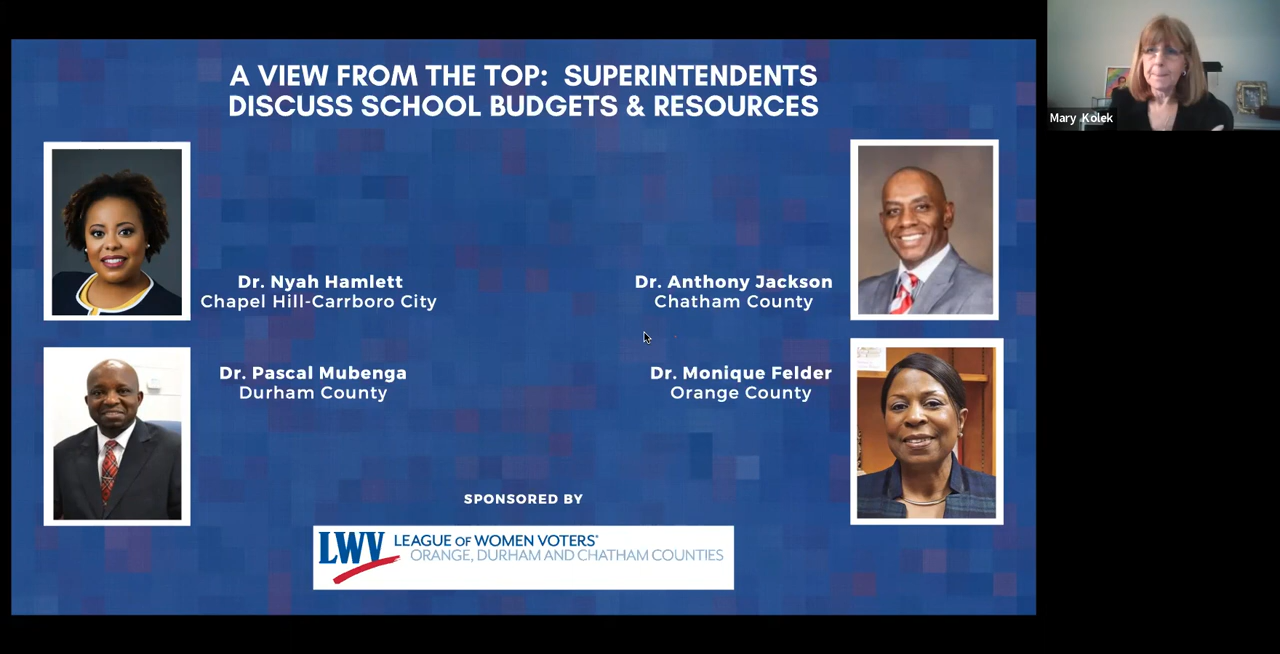 A VIEW FROM THE TOP: SUPERINTENDENTS
DISCUSS SCHOOL BUDGETS & RESOURCES
Dr. Nyah Hamlett
Chapel Hill-Carrboro City
Dr. Anthony Jackson
Chatham County
Dr. Pascal Mubenga
Durham County
Dr. Monique Felder
Orange County
SPONSORED BY
LWV
LEAGUE OF WOMEN VOTERS®
ORANGE, DURHAM AND CHATHAM COUNTIES
Mary Kolek